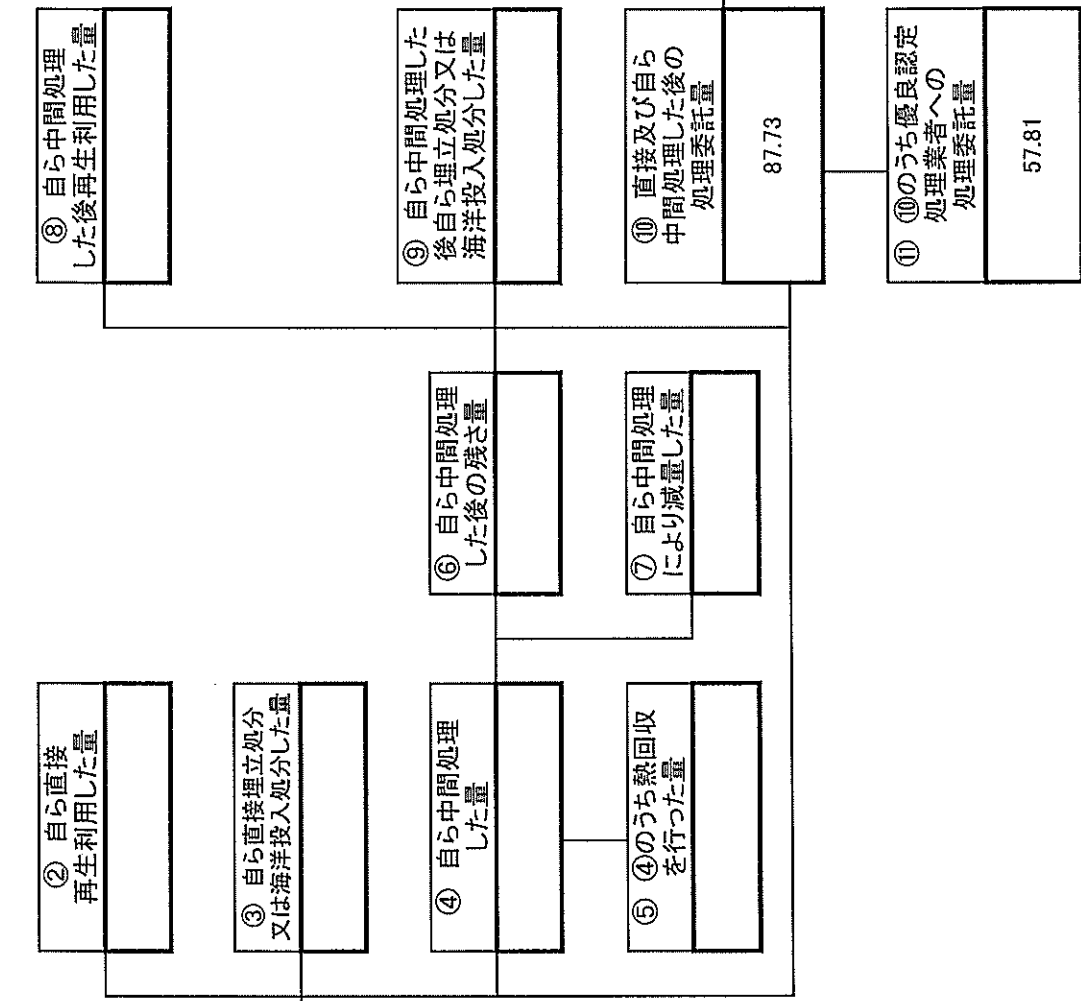 ② 自ら直接
再生利用した量
③ 自ら直接埋立処分
又は海洋投入処分した量
④ 自ら中間処理
した量
⑤ ④のうち熱回収
を行った量
⑥ 自ら中間処理
した後の残さ量
⑦ 自ら中間処理
により減量した量
⑧ 自ら中間処理
した後再生利用した量
⑨ 自ら中間処理した
後自ら埋立処分又は
海洋投入処分した量
⑩ 直接及び自ら
中間処理した後の
処理委託量
87.73
⑪ ⑩のうち優良認定
処理業者への
処理委託量
57.81